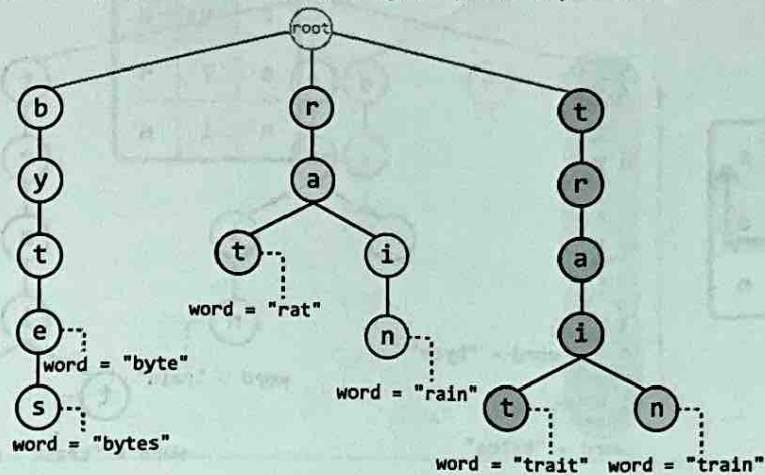 root
b r t
y a r
t t i a
e n i
s t n
word = "rat"
word = "byte"
word = "rain"
word = "bytes"
word = "trait" word = "train"